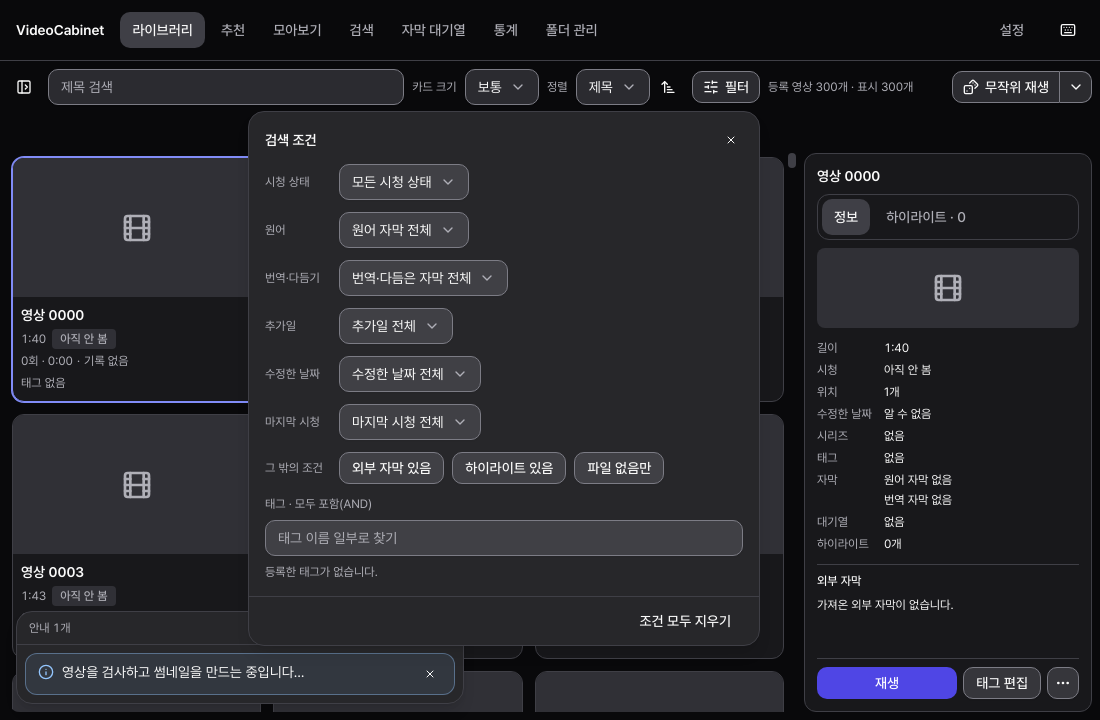 VideoCabinet 라이브러리 추천 모아보기 검색 자막 대기열 통계 폴더 관리 설정
제목 검색 카드 크기 보통 정렬 제목 필터 등록 영상 300개 · 표시 300개 무작위 재생
검색 조건
시청 상태 모든 시청 상태
원어 원어 자막 전체
번역·다듬기 번역·다듬은 자막 전체
추가일 추가일 전체
수정한 날짜 수정한 날짜 전체
마지막 시청 마지막 시청 전체
그 밖의 조건 외부 자막 있음 하이라이트 있음 파일 없음만
태그 · 모두 포함(AND)
태그 이름 일부로 찾기
등록한 태그가 없습니다.
조건 모두 지우기
영상 0000
1:40 아직 안 봄
0회 · 0:00 · 기록 없음
태그 없음
영상 0003
1:43 아직 안 봄
안내 1개
영상을 검사하고 썸네일을 만드는 중입니다...
영상 0000
정보 하이라이트 · 0
길이 1:40
시청 아직 안 봄
위치 1개
수정한 날짜 알 수 없음
시리즈 없음
태그 없음
자막 원어 자막 없음
번역 자막 없음
대기열 없음
하이라이트 0개
외부 자막
가져온 외부 자막이 없습니다.
재생 태그 편집